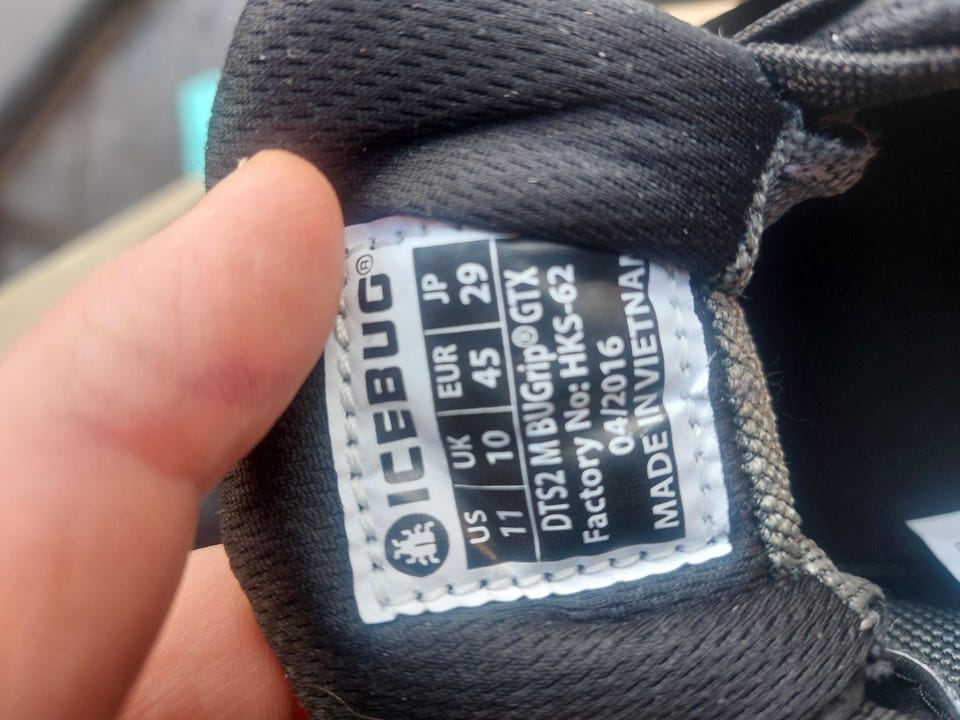 ICEBUG®
US UK EUR JP
11 10 45 29
DTS2 M BUGrip® GTX
Factory No: HKS-62
04/2016
MADE IN VIETNAM